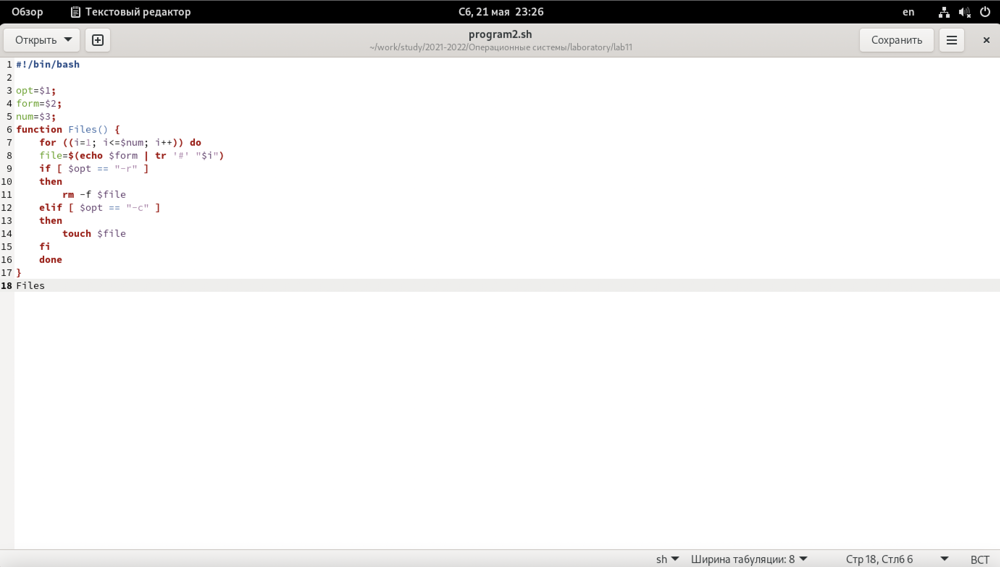 Обзор Текстовый редактор Сб, 21 мая 23:26 en
Открыть program2.sh Сохранить
~/work/study/2021-2022/Операционные системы/laboratory/lab11
1 #!/bin/bash
2
3 opt=$1;
4 form=$2;
5 num=$3;
6 function Files() {
7     for ((i=1; i<=$num; i++)) do
8     file=$(echo $form | tr '#' "$i")
9     if [ $opt == "-r" ]
10     then
11         rm -f $file
12     elif [ $opt == "-c" ]
13     then
14         touch $file
15     fi
16     done
17 }
18 Files
sh Ширина табуляции: 8 Стр 18, Стлб 6 ВСТ